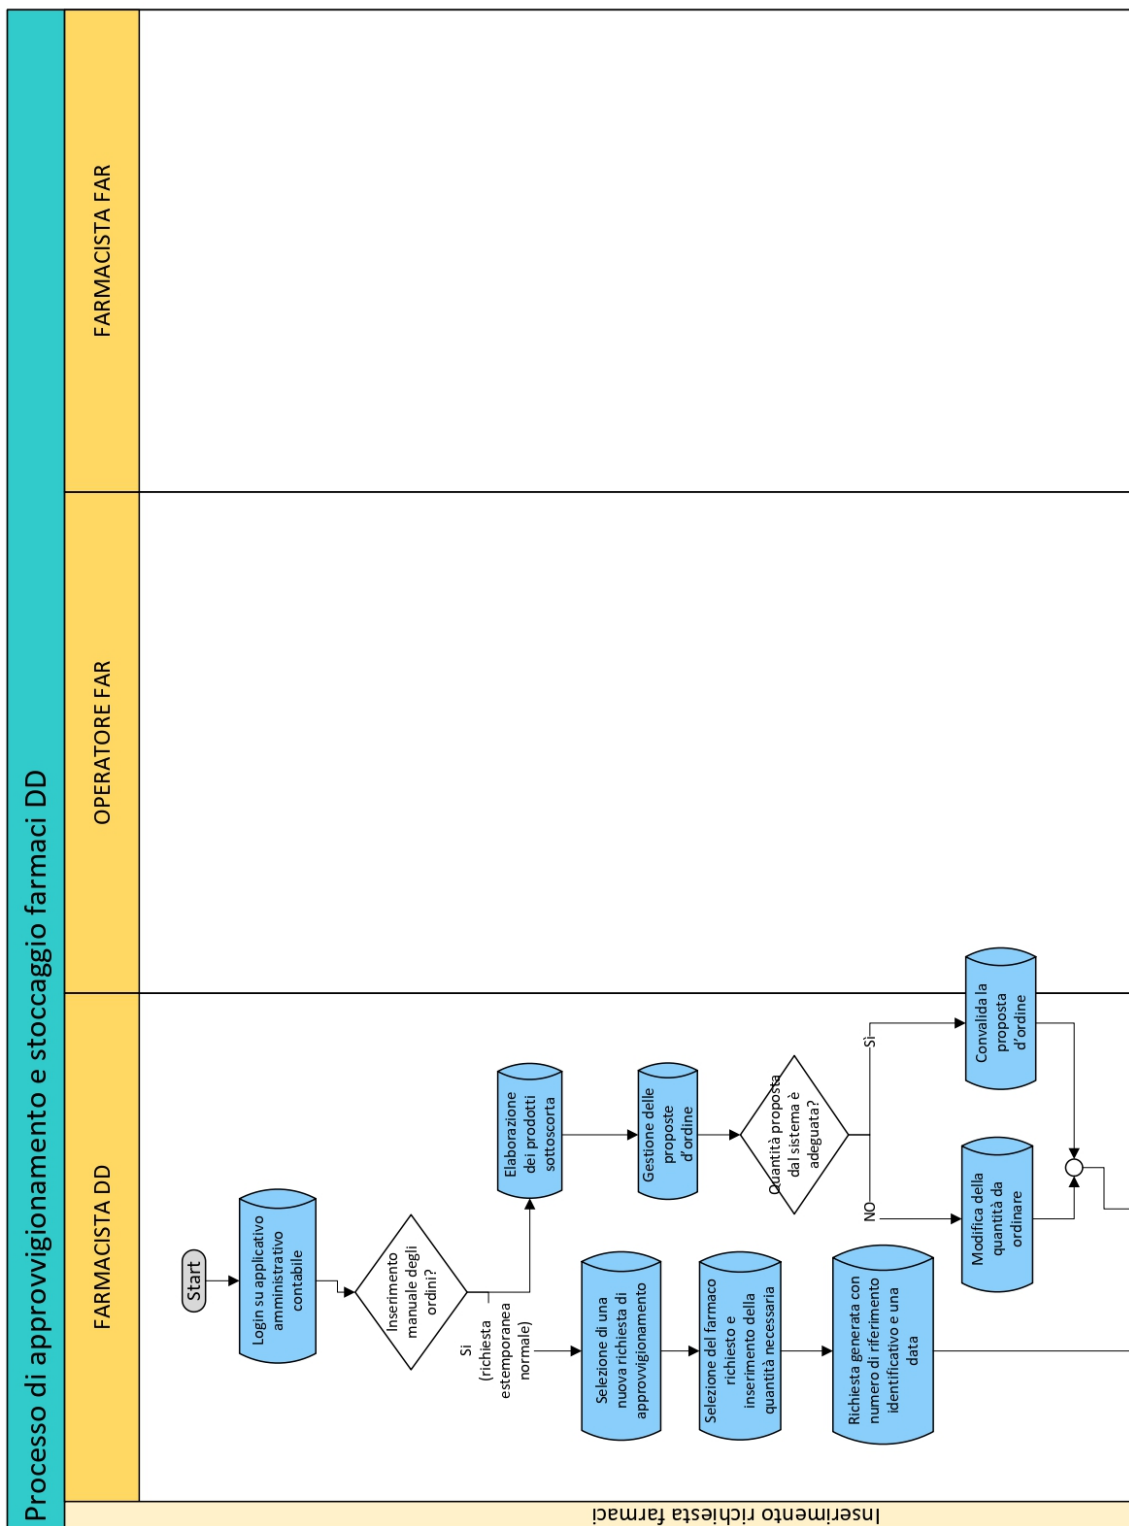 Processo di approvvigionamento e stoccaggio farmaci DD
FARMACISTA DD
OPERATORE FAR
FARMACISTA FAR
Inserimento richiesta farmaci
Start
Login su applicativo
amministrativo
contabile
Inserimento
manuale degli
ordini?
Si
(richiesta
estemporanea
normale)
Selezione di una
nuova richiesta di
approvvigionamento
Selezione del farmaco
richiesto e
inserimento della
quantità necessaria
Richiesta generata con
numero di riferimento
identificativo e una
data
Elaborazione
dei prodotti
sottoscorta
Gestione delle
proposte
d'ordine
Quantità proposta
dal sistema è
adeguata?
NO
Sì
Modifica della
quantità da
ordinare
Convalida la
proposta
d'ordine